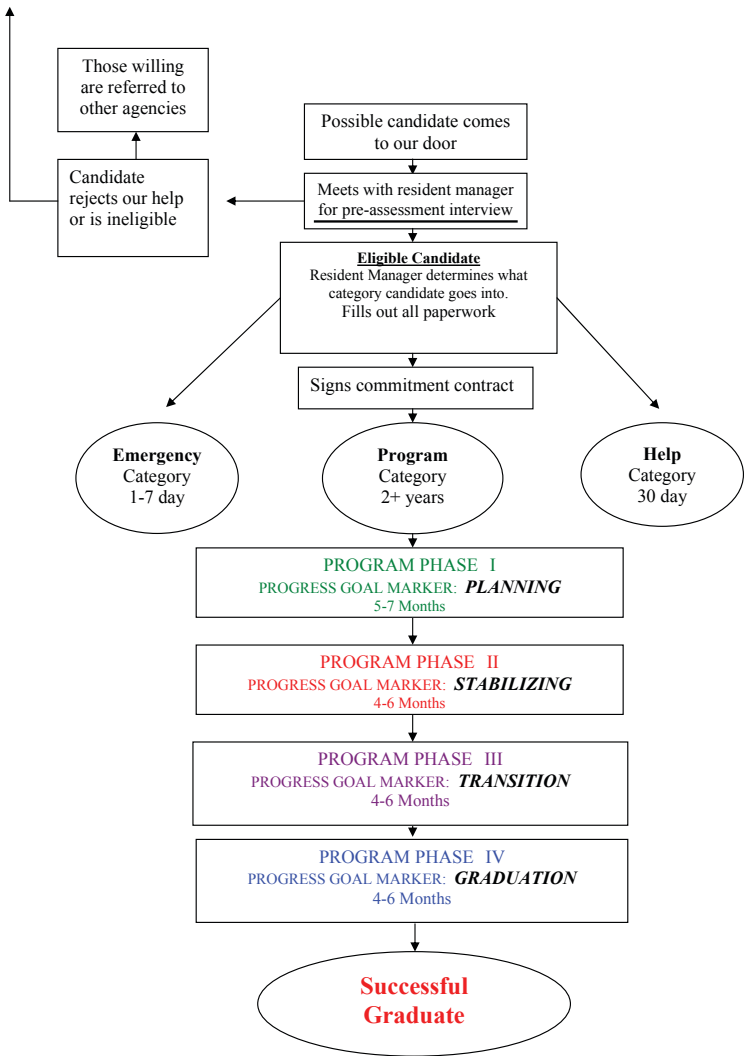 Those willing
are referred to
other agencies
Possible candidate comes
to our door
Candidate
rejects our help
or is ineligible
Meets with resident manager
for pre-assessment interview
Eligible Candidate
Resident Manager determines what
category candidate goes into.
Fills out all paperwork
Signs commitment contract
Emergency
Category
1-7 day
Program
Category
2+ years
Help
Category
30 day
PROGRAM PHASE I
PROGRESS GOAL MARKER: PLANNING
5-7 Months
PROGRAM PHASE II
PROGRESS GOAL MARKER: STABILIZING
4-6 Months
PROGRAM PHASE III
PROGRESS GOAL MARKER: TRANSITION
4-6 Months
PROGRAM PHASE IV
PROGRESS GOAL MARKER: GRADUATION
4-6 Months
Successful
Graduate